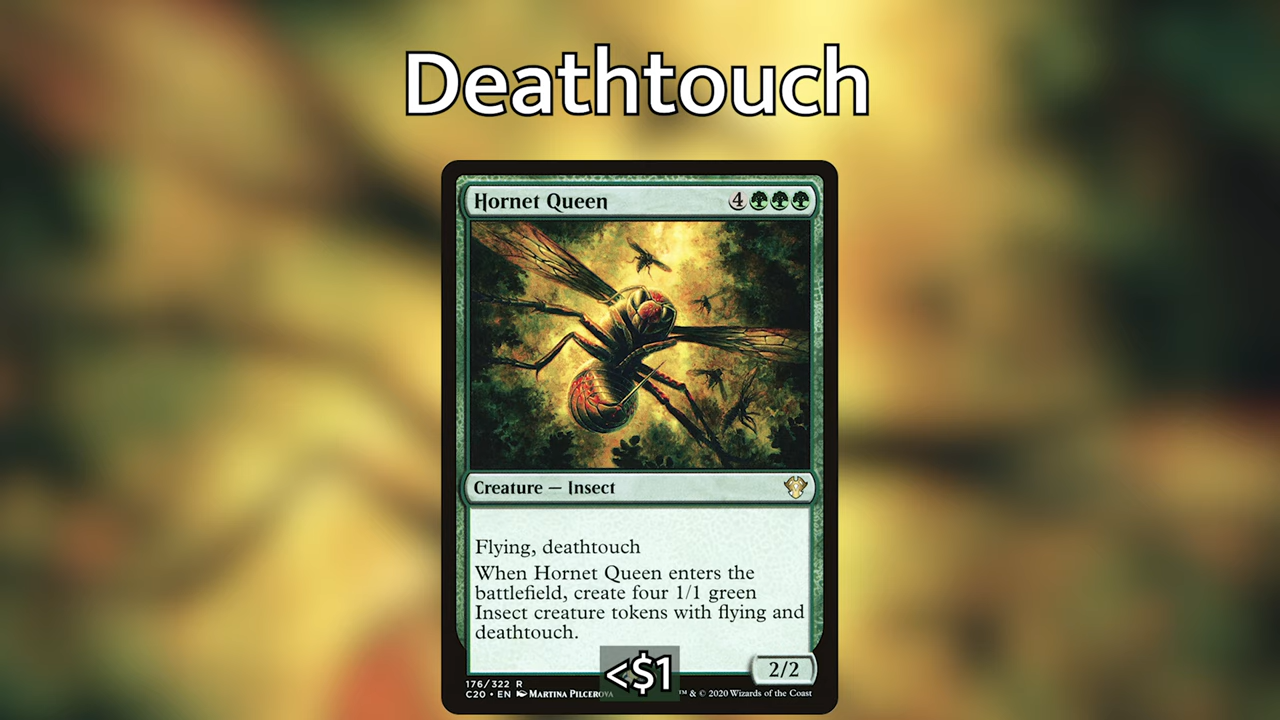 Deathtouch
Hornet Queen 4
Creature — Insect
Flying, deathtouch
When Hornet Queen enters the
battlefield, create four 1/1 green
Insect creature tokens with flying and
deathtouch.
<$1
2/2
176/322 R
C20 • EN MARTINA PILCEROVA ™ & © 2020 Wizards of the Coast